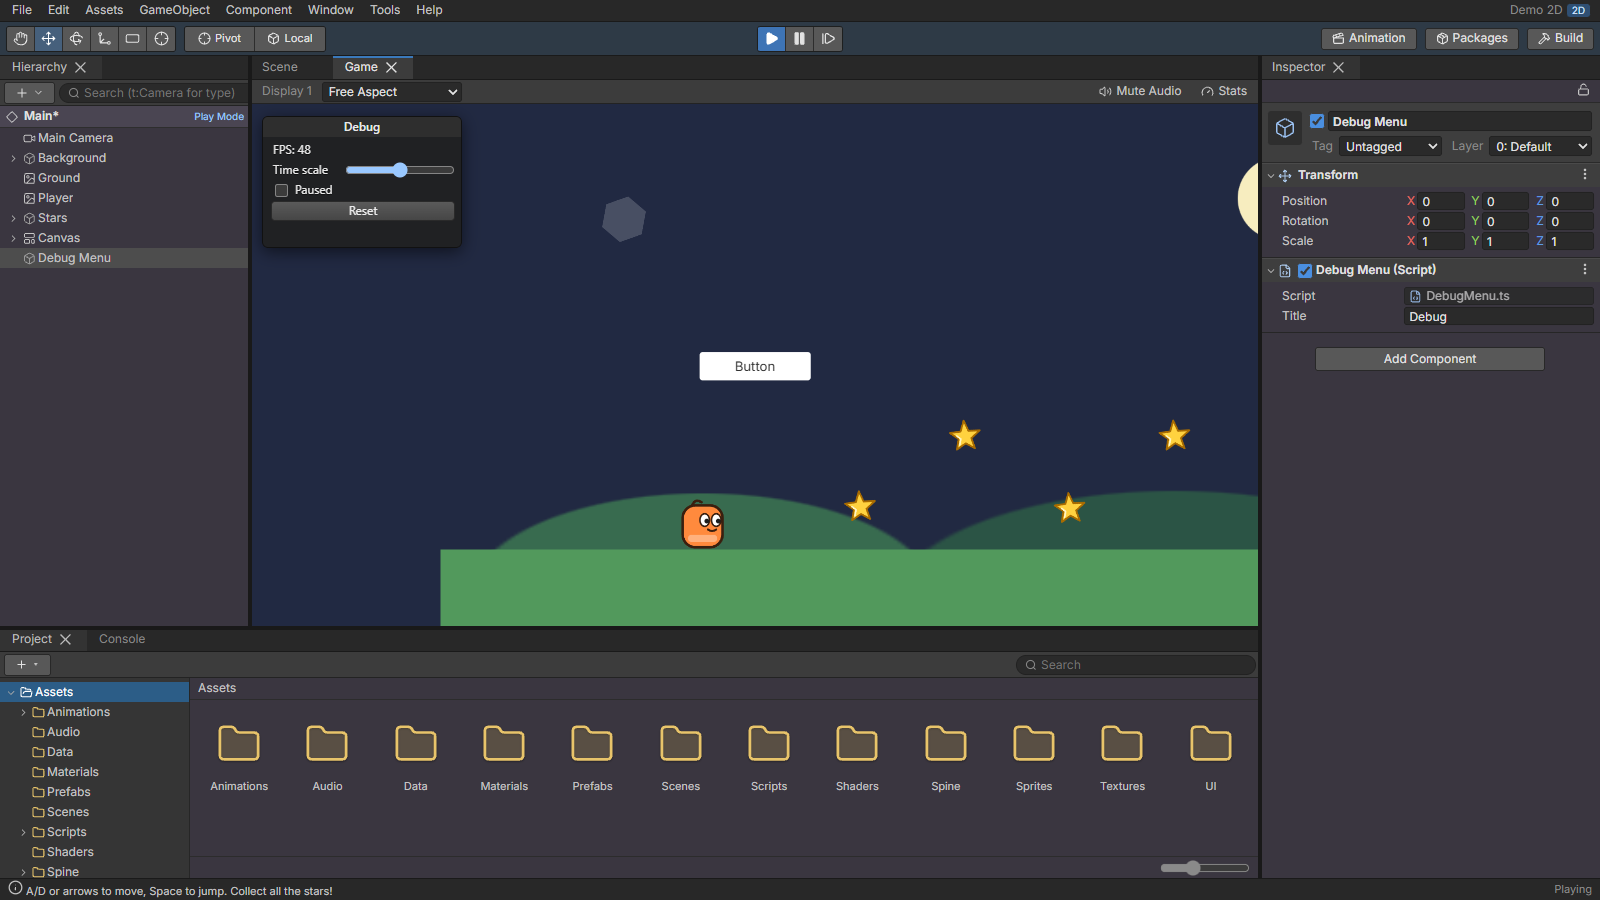 File Edit Assets GameObject Component Window Tools Help
Demo 2D 2D
Pivot Local
Animation Packages Build
Hierarchy
Search (t:Camera for type)
Main* Play Mode
Main Camera
Background
Ground
Player
Stars
Canvas
Debug Menu
Scene Game
Display 1 Free Aspect Mute Audio Stats
Debug
FPS: 48
Time scale
Paused
Reset
Button
Inspector
Debug Menu
Tag Untagged Layer 0: Default
Transform
Position X 0 Y 0 Z 0
Rotation X 0 Y 0 Z 0
Scale X 1 Y 1 Z 1
Debug Menu (Script)
Script DebugMenu.ts
Title Debug
Add Component
Project Console
Search
Assets
Animations
Audio
Data
Materials
Prefabs
Scenes
Scripts
Shaders
Spine
Assets
Animations Audio Data Materials Prefabs Scenes Scripts Shaders Spine Sprites Textures UI
A/D or arrows to move, Space to jump. Collect all the stars!
Playing